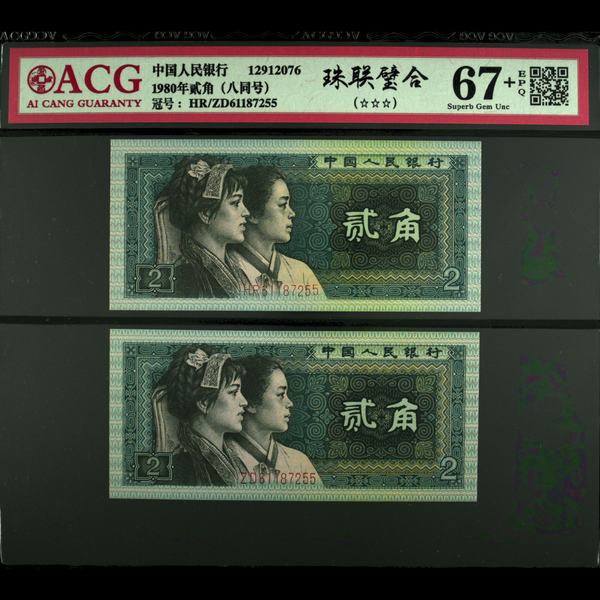 ACG
AI CANG GUARANTY
中国人民银行 12912076
1980年贰角（八同号）
冠号：HR/ZD61187255
珠联璧合
(☆☆☆)
67+
EPQ
Superb Gem Unc
中国人民银行
贰角
2 2
HR61187255
中国人民银行
贰角
2 2
ZD61187255